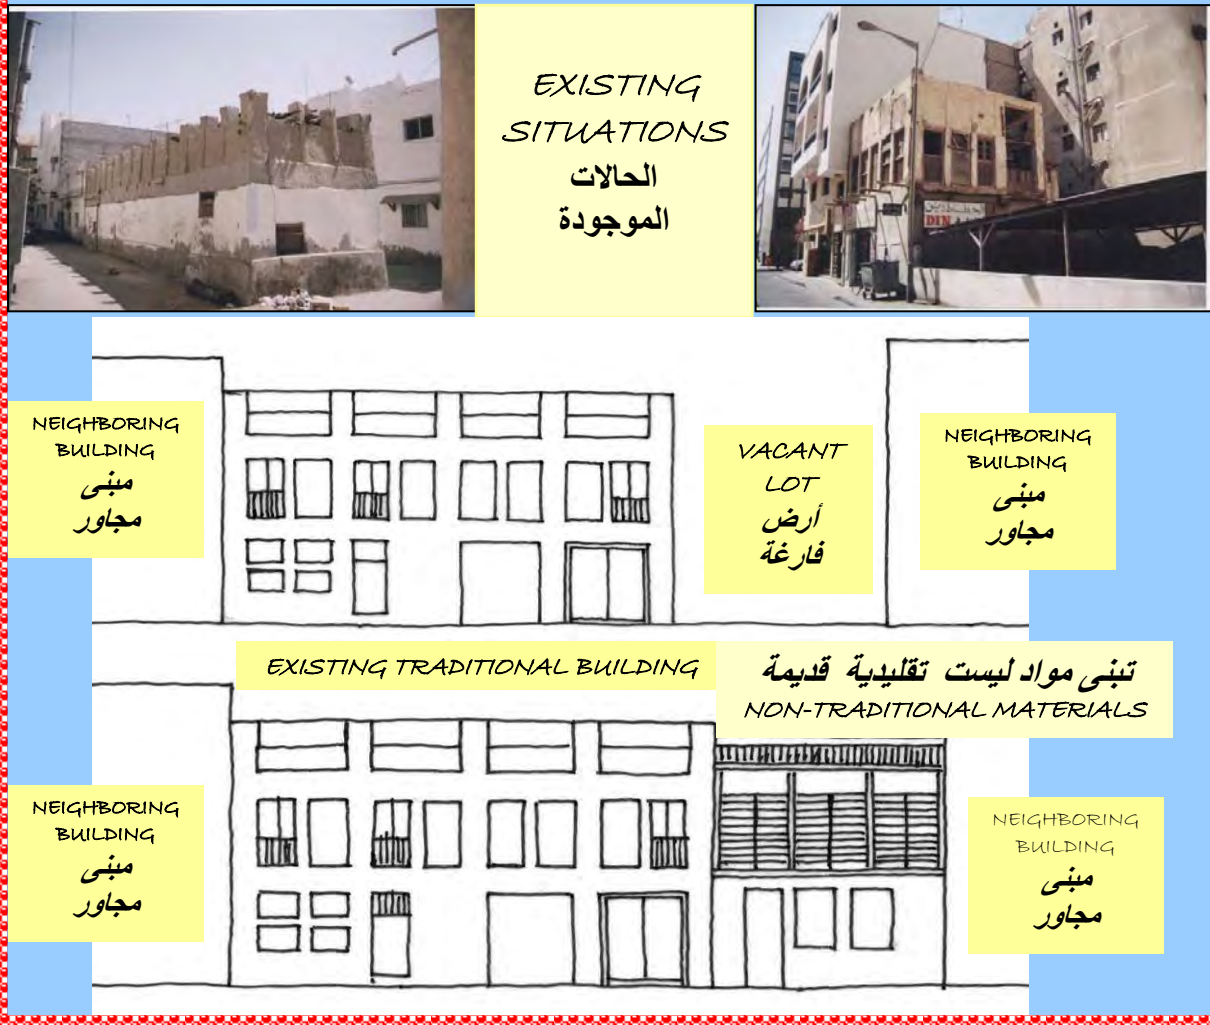 EXISTING
SITUATIONS
الحالات
الموجودة
DIN
NEIGHBORING
BUILDING
مبنى
مجاور
VACANT
LOT
أرض
فارغة
NEIGHBORING
BUILDING
مبنى
مجاور
EXISTING TRADITIONAL BUILDING
تبنى مواد ليست تقليدية قديمة
NON-TRADITIONAL MATERIALS
NEIGHBORING
BUILDING
مبنى
مجاور
NEIGHBORING
BUILDING
مبنى
مجاور